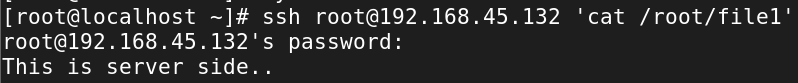 [root@localhost ~]# ssh root@192.168.45.132 'cat /root/file1'
root@192.168.45.132's password:
This is server side..